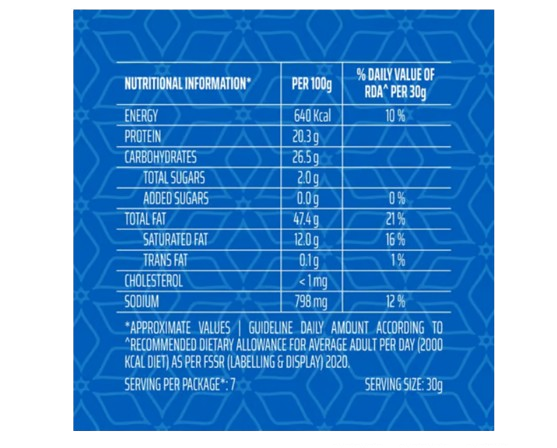 NUTRITIONAL INFORMATION* PER 100g % DAILY VALUE OF
RDA^ PER 30g
ENERGY 640 Kcal 10 %
PROTEIN 20.3 g
CARBOHYDRATES 26.5 g
TOTAL SUGARS 2.0 g
ADDED SUGARS 0.0 g 0 %
TOTAL FAT 47.4 g 21 %
SATURATED FAT 12.0 g 16 %
TRANS FAT 0.1 g 1 %
CHOLESTEROL < 1 mg
SODIUM 798 mg 12 %
*APPROXIMATE VALUES | GUIDELINE DAILY AMOUNT ACCORDING TO
^RECOMMENDED DIETARY ALLOWANCE FOR AVERAGE ADULT PER DAY (2000
KCAL DIET) AS PER FSSR (LABELLING & DISPLAY) 2020.
SERVING PER PACKAGE*: 7 SERVING SIZE: 30g